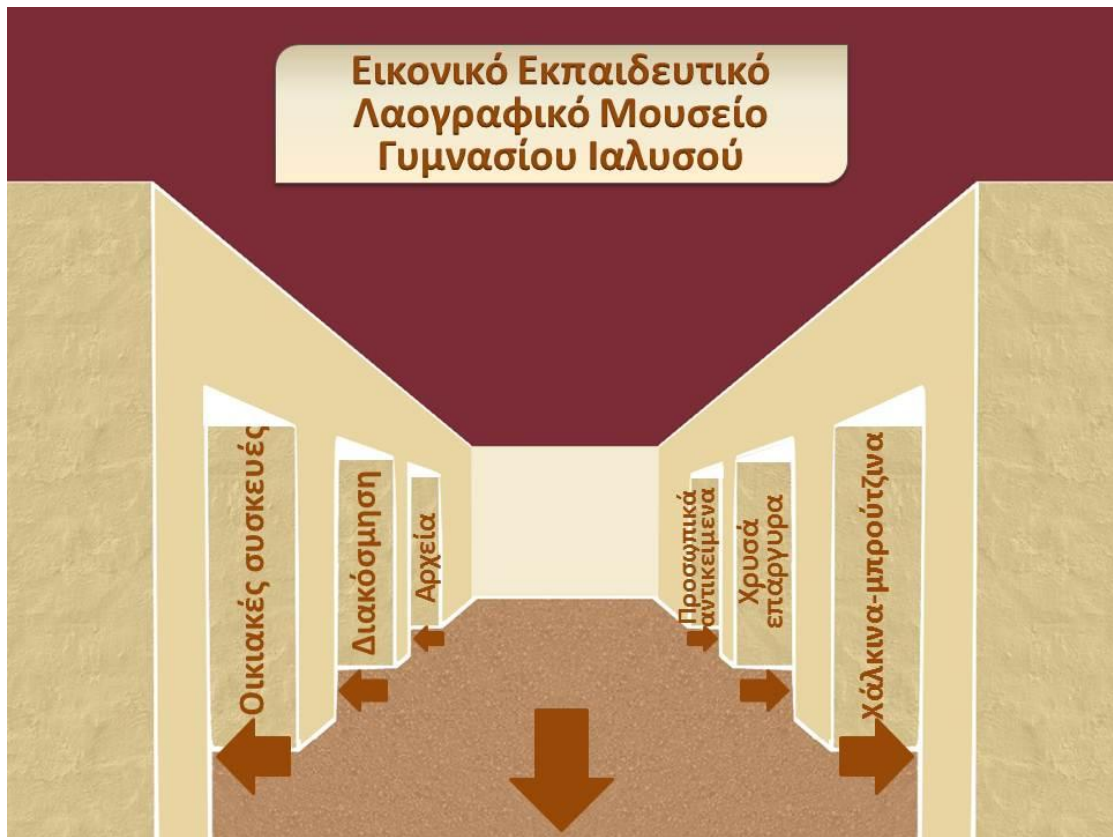 Εικονικό Εκπαιδευτικό
Λαογραφικό Μουσείο
Γυμνασίου Ιαλυσού
Οικιακές συσκευές
Διακόσμηση
Αρχεία
Προσωπικά
αντικείμενα
Χρυσά
επάργυρα
Χάλκινα-μπρούτζινα